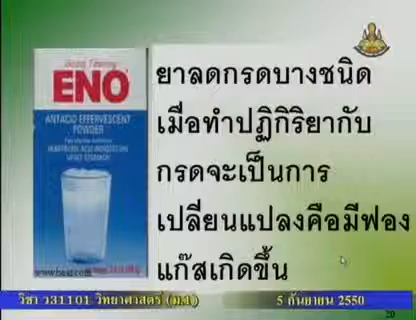 Great Tasting
ENO
ANTACID EFFERVESCENT
POWDER
HEARTBURN ACID INDIGESTION
UPSET STOMACH
ยาลดกรดบางชนิด
เมื่อทำปฏิกิริยากับ
กรดจะเป็นการ
เปลี่ยนแปลงคือมีฟอง
แก๊สเกิดขึ้น
วิชา ว31101 วิทยาศาสตร์ (ม.1)
5 กันยายน 2550
20